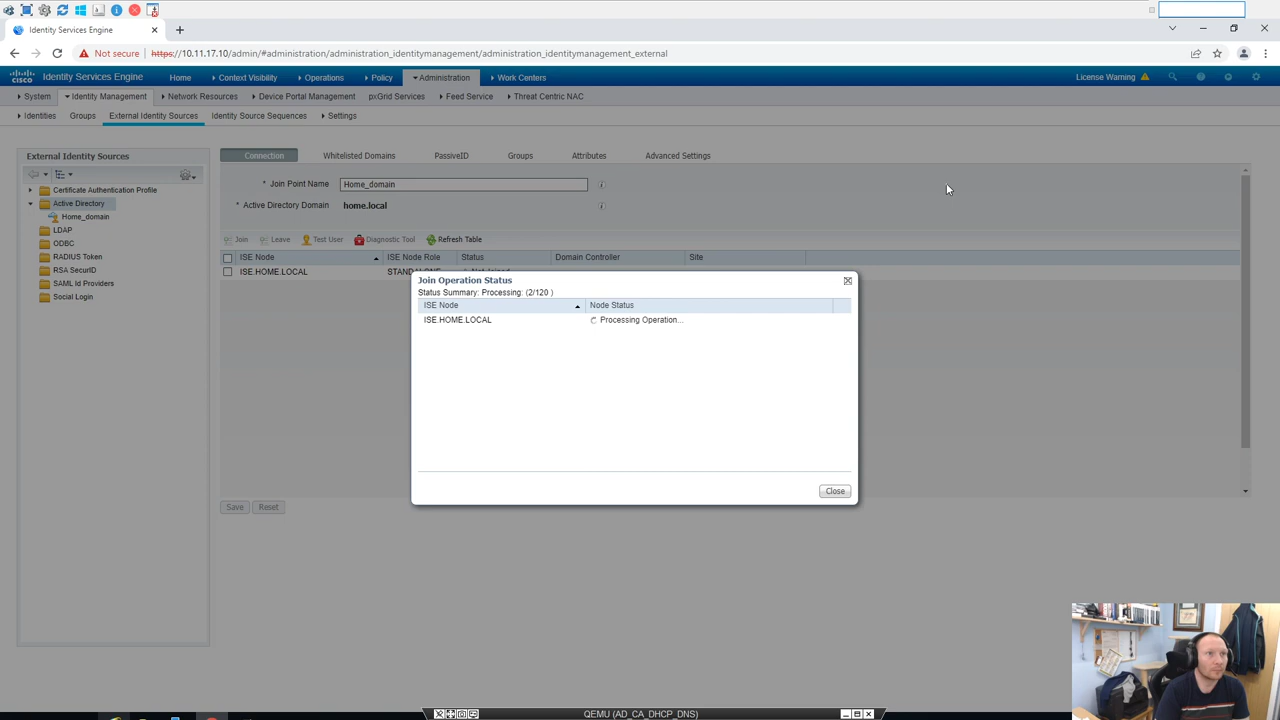 Identity Services Engine
Not secure https://10.11.17.10/admin/#administration/administration_identitymanagement/administration_identitymanagement_external
CISCO Identity Services Engine Home Context Visibility Operations Policy Administration Work Centers License Warning
System Identity Management Network Resources Device Portal Management pxGrid Services Feed Service Threat Centric NAC
Identities Groups External Identity Sources Identity Source Sequences Settings
External Identity Sources
Certificate Authentication Profile
Active Directory
Home_domain
LDAP
ODBC
RADIUS Token
RSA SecurID
SAML Id Providers
Social Login
Connection Whitelisted Domains PassiveID Groups Attributes Advanced Settings
* Join Point Name Home_domain
* Active Directory Domain home.local
Join Leave Test User Diagnostic Tool Refresh Table
ISE Node ISE Node Role Status Domain Controller Site
ISE.HOME.LOCAL STANDALONE Not Joined
Join Operation Status
Status Summary: Processing: (2/120 )
ISE Node Node Status
ISE.HOME.LOCAL Processing Operation...
Close
Save Reset
QEMU (AD_CA_DHCP_DNS)